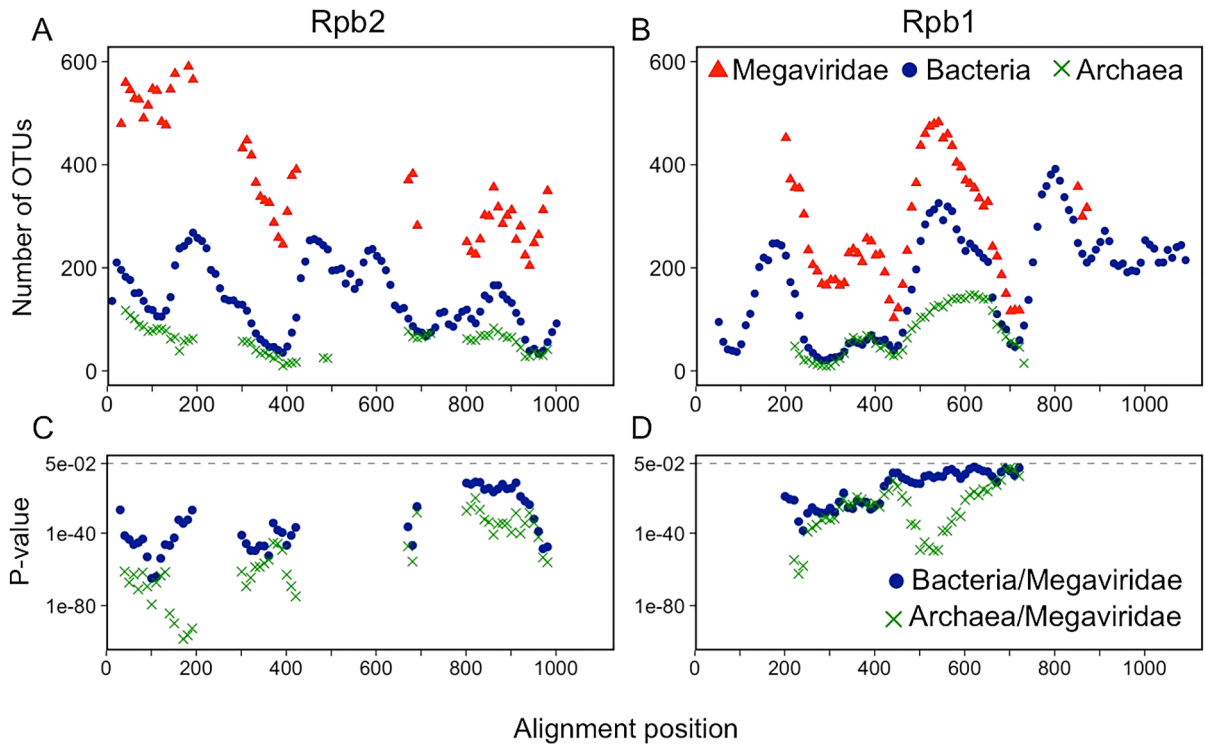 A Rpb2
B Rpb1
Number of OTUs
600
400
200
0
0 200 400 600 800 1000
Megaviridae Bacteria Archaea
600
400
200
0
0 200 400 600 800 1000
C
P-value
5e-02
1e-40
1e-80
0 200 400 600 800 1000
D
5e-02
1e-40
1e-80
Bacteria/Megaviridae
Archaea/Megaviridae
0 200 400 600 800 1000
Alignment position